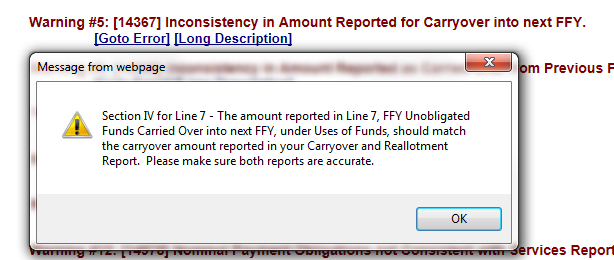 Warning #5: [14367] Inconsistency in Amount Reported for Carryover into next FFY.
[Goto Error] [Long Description]
Message from webpage
om Previous F
Section IV for Line 7 - The amount reported in Line 7, FFY Unobligated
Funds Carried Over into next FFY, under Uses of Funds, should match
the carryover amount reported in your Carryover and Reallotment
Report. Please make sure both reports are accurate.
OK
Warning #12: Nominal Payment Obligations not Consistent with Services Report